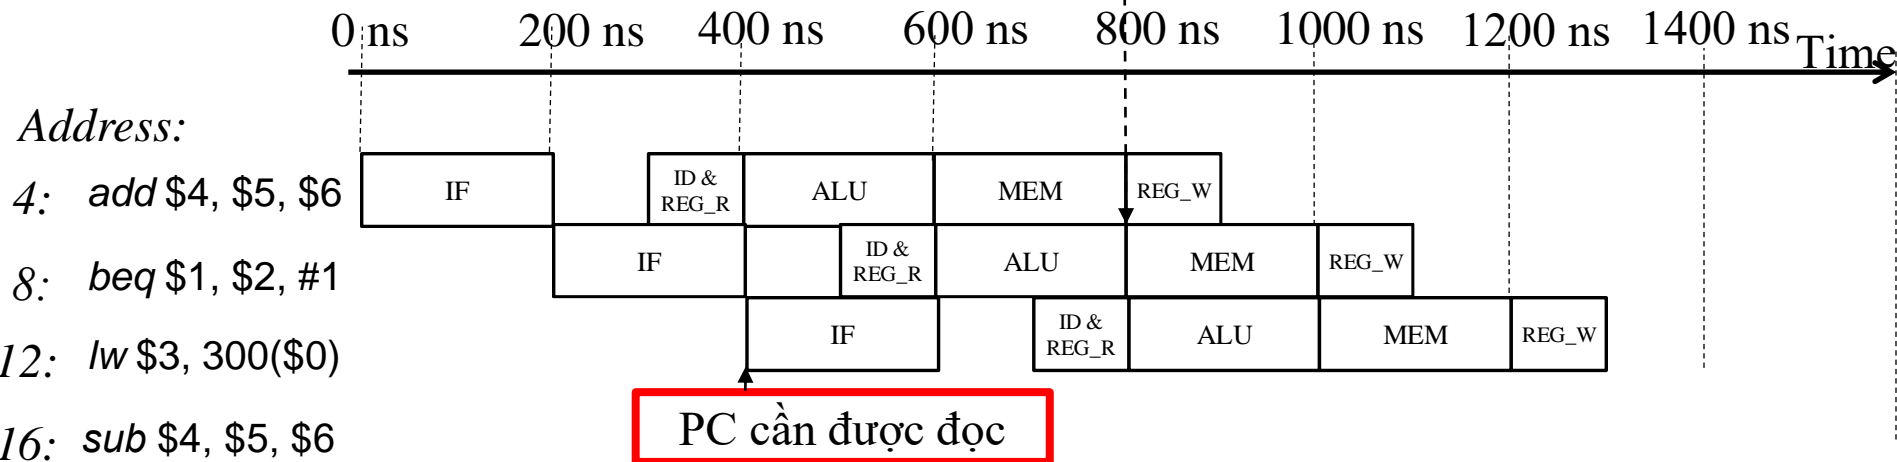 0 ns 200 ns 400 ns 600 ns 800 ns 1000 ns 1200 ns 1400 ns Time
Address:
4: add $4, $5, $6 IF ID & REG_R ALU MEM REG_W
8: beq $1, $2, #1 IF ID & REG_R ALU MEM REG_W
12: lw $3, 300($0) IF ID & REG_R ALU MEM REG_W
PC cần được đọc
16: sub $4, $5, $6